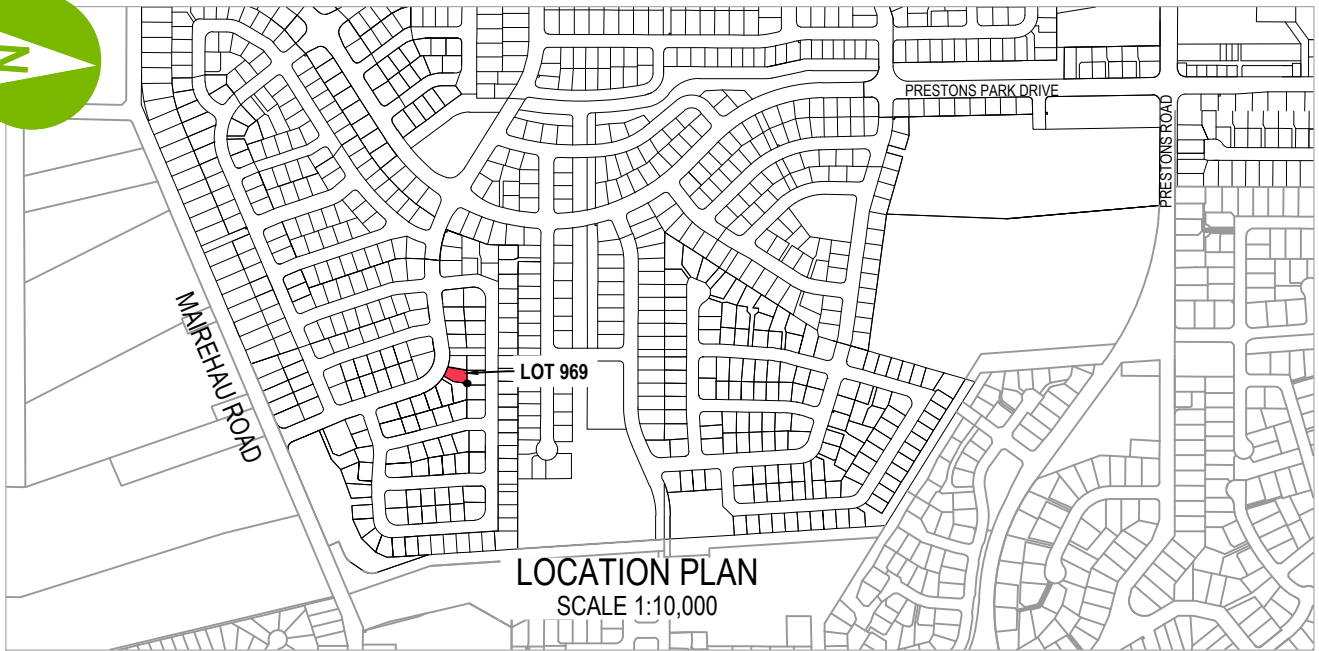 N
PRESTONS PARK DRIVE
PRESTONS ROAD
MAIREHAU ROAD
LOT 969
LOCATION PLAN
SCALE 1:10,000